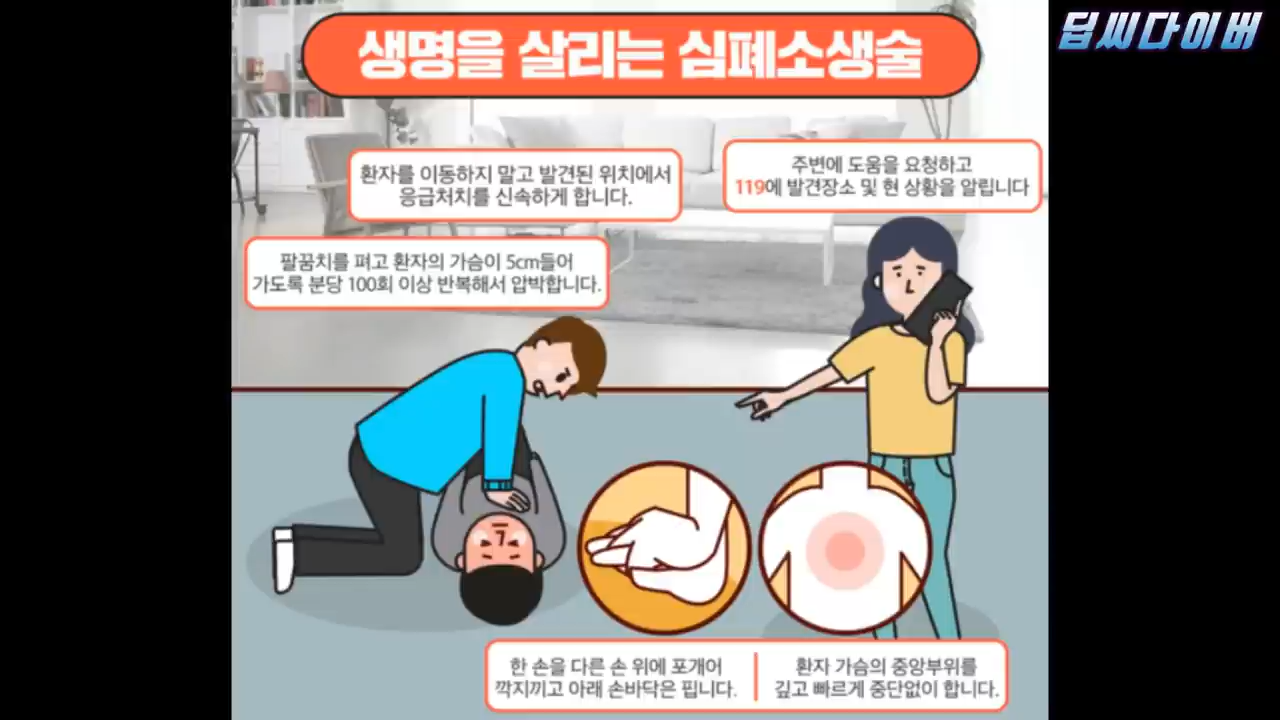 생명을 살리는 심폐소생술
딥씨다이버
환자를 이동하지 말고 발견된 위치에서
응급처치를 신속하게 합니다.
주변에 도움을 요청하고
119에 발견장소 및 현 상황을 알립니다
팔꿈치를 펴고 환자의 가슴이 5cm들어
가도록 분당 100회 이상 반복해서 압박합니다.
한 손을 다른 손 위에 포개어
깍지끼고 아래 손바닥은 핍니다.
환자 가슴의 중앙부위를
깊고 빠르게 중단없이 합니다.